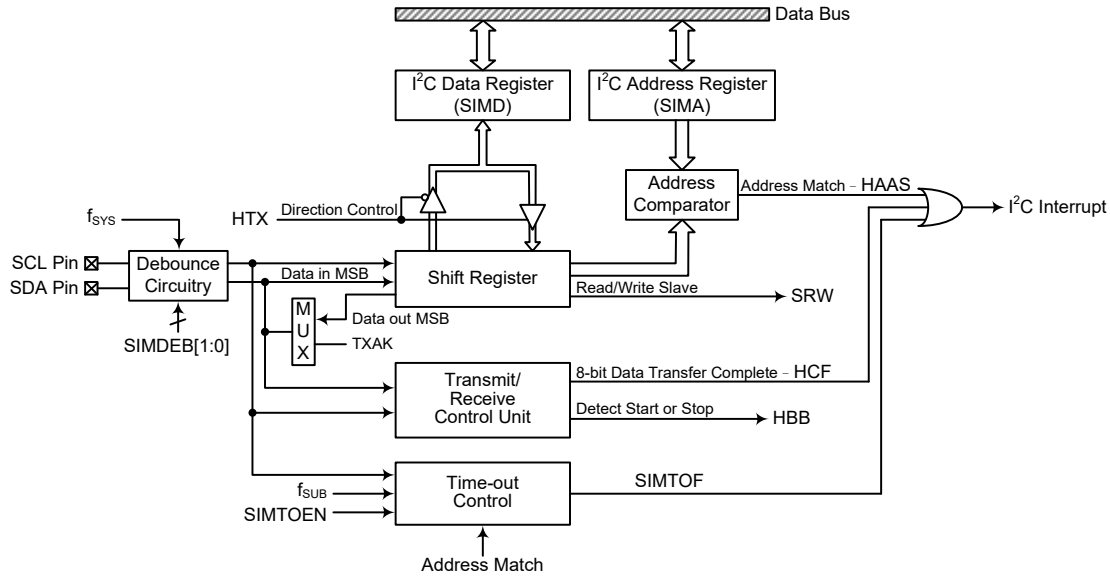 Data Bus
I²C Data Register
(SIMD)
I²C Address Register
(SIMA)
Address
Comparator
Address Match - HAAS
I²C Interrupt
HTX
Direction Control
fSYS
SCL Pin
SDA Pin
Debounce
Circuitry
SIMDEB[1:0]
Data in MSB
Shift Register
Read/Write Slave
SRW
M
U
X
Data out MSB
TXAK
Transmit/
Receive
Control Unit
8-bit Data Transfer Complete - HCF
Detect Start or Stop
HBB
fSUB
SIMTOEN
Time-out
Control
SIMTOF
Address Match